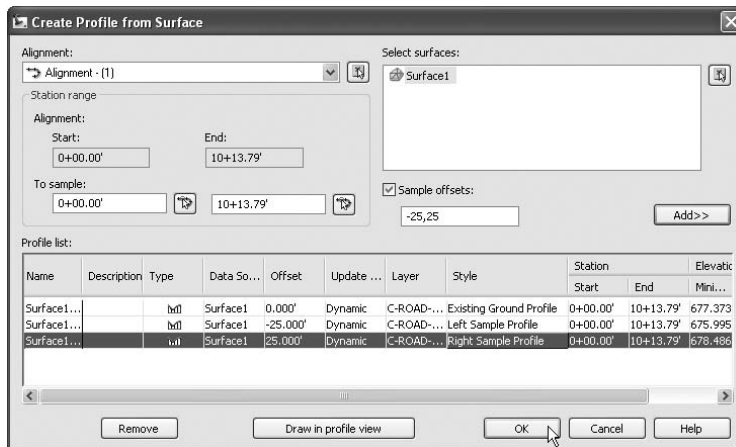 Create Profile from Surface
Alignment:
Alignment - (1)
Select surfaces:
Surface1
Station range
Alignment:
Start:
End:
0+00.00'
10+13.79'
To sample:
0+00.00'
10+13.79'
Sample offsets:
-25,25
Add>>
Profile list:
Name Description Type Data So... Offset Update ... Layer Style Station Start End Elevatic Mini...
Surface1... Surface1 0.000' Dynamic C-ROAD-... Existing Ground Profile 0+00.00' 10+13.79' 677.373
Surface1... Surface1 -25.000' Dynamic C-ROAD-... Left Sample Profile 0+00.00' 10+13.79' 675.995
Surface1... Surface1 25.000' Dynamic C-ROAD-... Right Sample Profile 0+00.00' 10+13.79' 678.486
Remove
Draw in profile view
OK
Cancel
Help